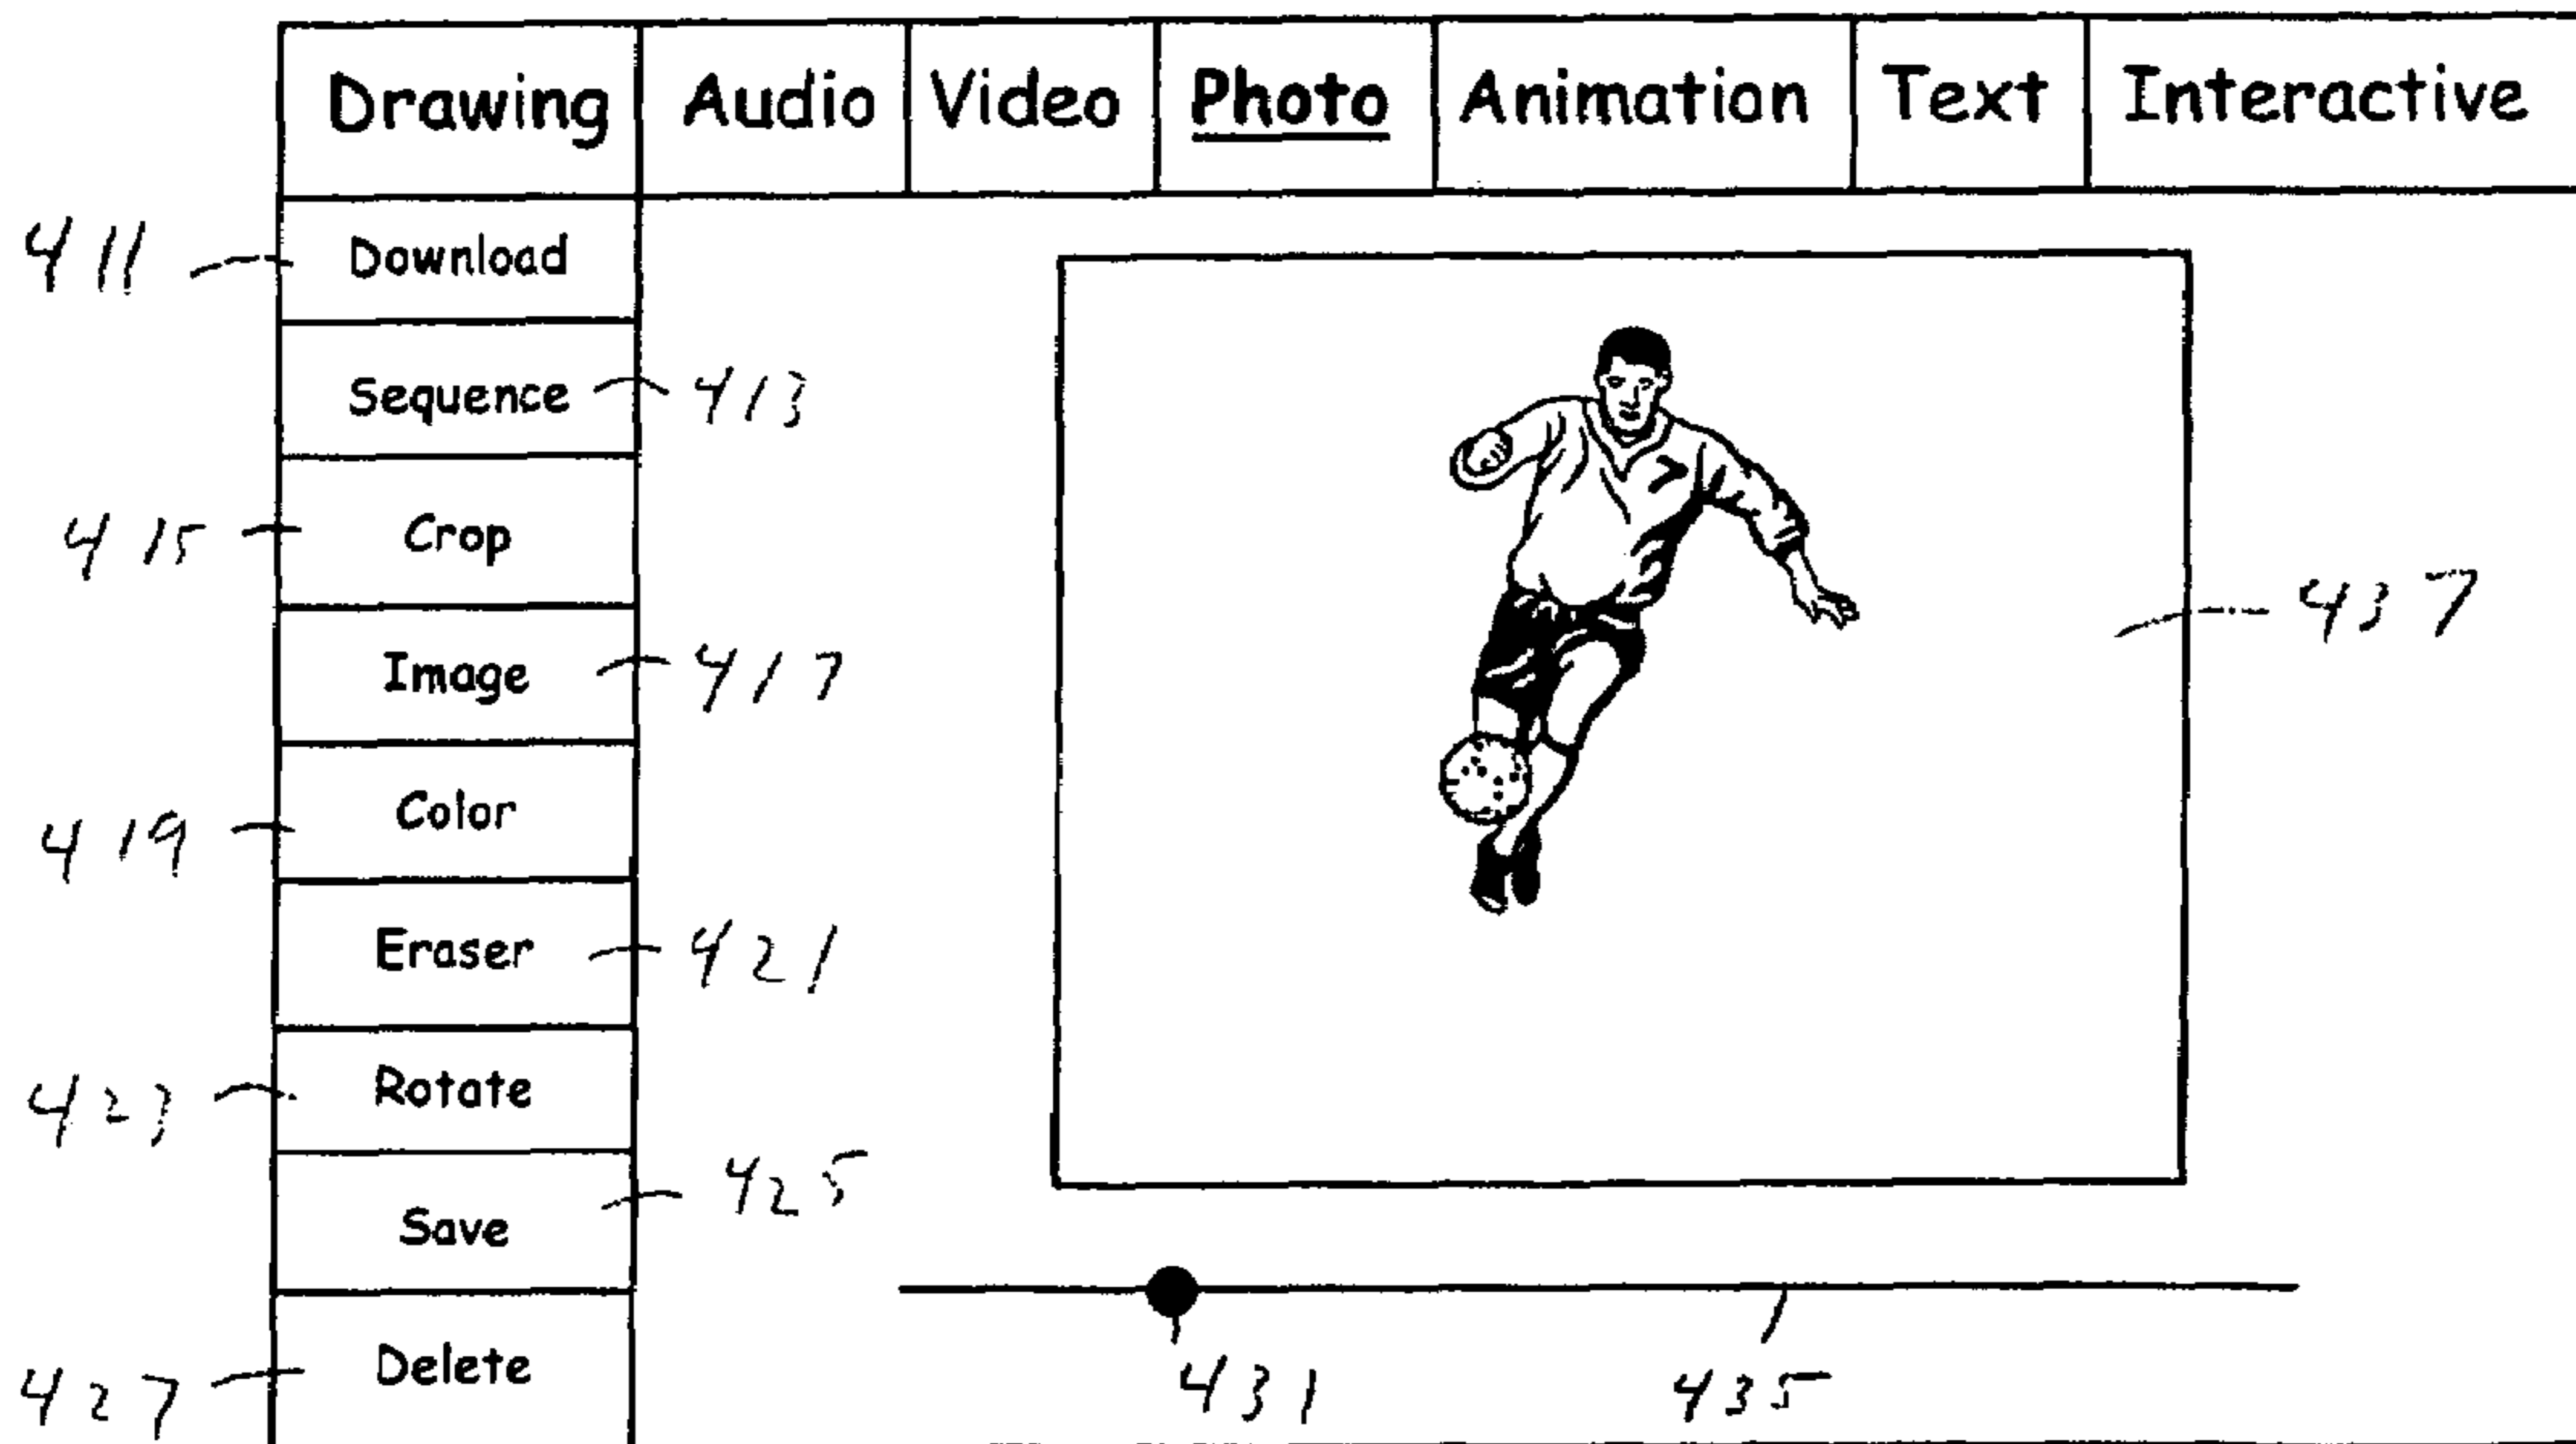 Drawing Audio Video Photo Animation Text Interactive
411 Download
Sequence 413
415 Crop
Image 417
437
419 Color
Eraser 421
423 Rotate
Save 425
427 Delete
431 435